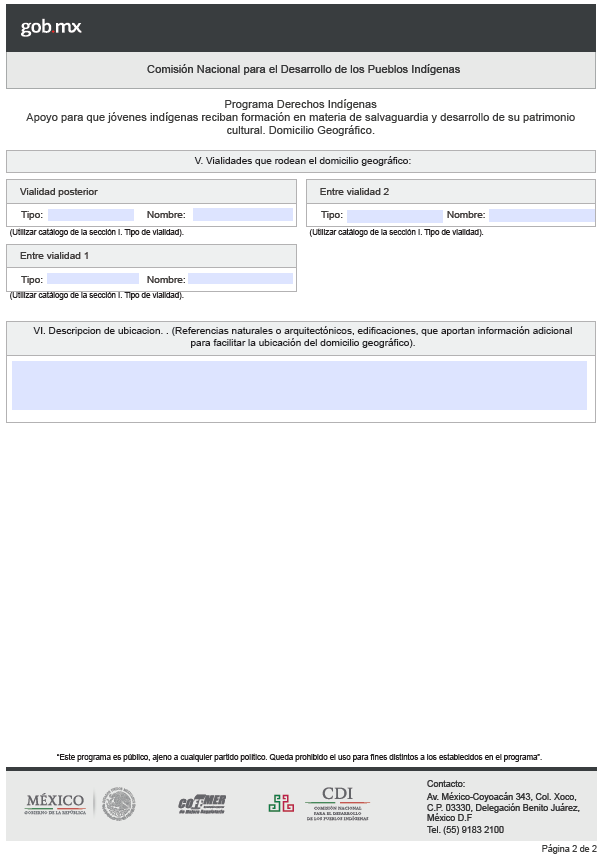 gob.mx
Comisión Nacional para el Desarrollo de los Pueblos Indígenas
Programa Derechos Indígenas
Apoyo para que jóvenes indígenas reciban formación en materia de salvaguardia y desarrollo de su patrimonio
cultural. Domicilio Geográfico.
V. Vialidades que rodean el domicilio geográfico:
Vialidad posterior
Tipo: Nombre:
(Utilizar catálogo de la sección I. Tipo de vialidad).
Entre vialidad 2
Tipo: Nombre:
(Utilizar catálogo de la sección I. Tipo de vialidad).
Entre vialidad 1
Tipo: Nombre:
(Utilizar catálogo de la sección I. Tipo de vialidad).
VI. Descripcion de ubicacion. . (Referencias naturales o arquitectónicos, edificaciones, que aportan información adicional
para facilitar la ubicación del domicilio geográfico).
"Este programa es público, ajeno a cualquier partido político. Queda prohibido el uso para fines distintos a los establecidos en el programa".
MÉXICO
GOBIERNO DE LA REPÚBLICA
COFEMER
CDI
COMISIÓN NACIONAL
PARA EL DESARROLLO
DE LOS PUEBLOS INDÍGENAS
Contacto:
Av. México-Coyoacán 343, Col. Xoco,
C.P. 03330, Delegación Benito Juárez,
México D.F
Tel. (55) 9183 2100
Página 2 de 2